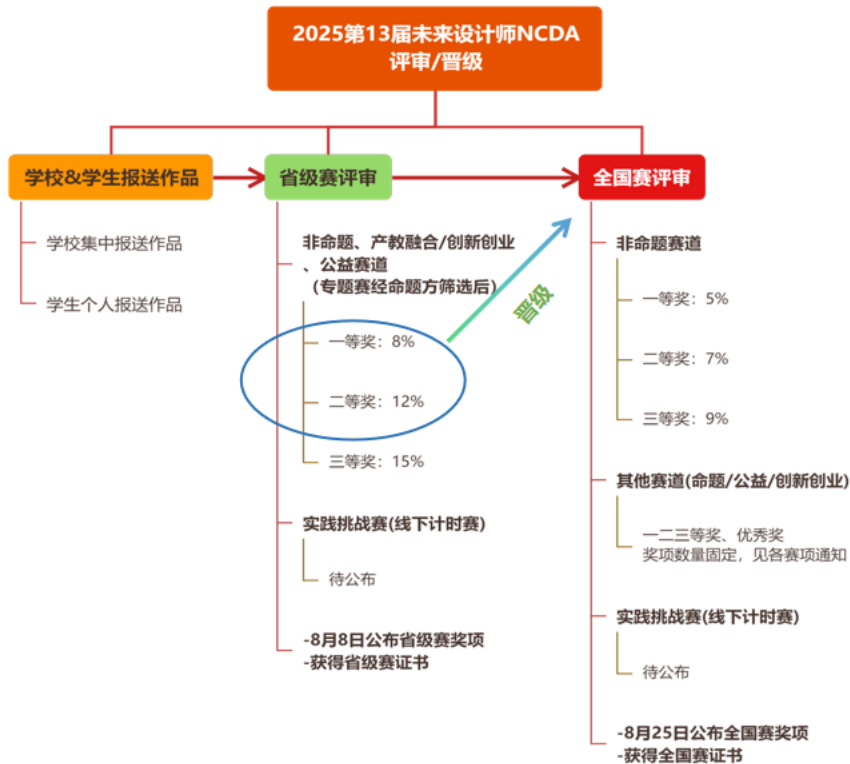 2025第13届未来设计师NCDA
评审/晋级
学校&学生报送作品
学校集中报送作品
学生个人报送作品
省级赛评审
非命题、产教融合/创新创业
、公益赛道
（专题赛经命题方筛选后）
一等奖：8%
二等奖：12%
三等奖：15%
实践挑战赛(线下计时赛)
待公布
-8月8日公布省级赛奖项
-获得省级赛证书
晋级
全国赛评审
非命题赛道
一等奖：5%
二等奖：7%
三等奖：9%
其他赛道(命题/公益/创新创业)
一二三等奖、优秀奖
奖项数量固定，见各赛项通知
实践挑战赛(线下计时赛)
待公布
-8月25日公布全国赛奖项
-获得全国赛证书